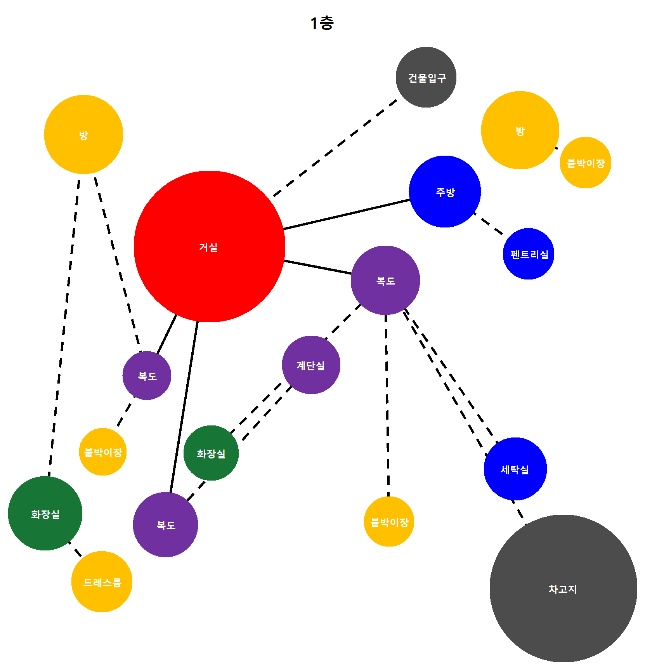 1층
건물입구
방
방
붙박이장
주방
거실
펜트리실
복도
계단실
복도
붙박이장
화장실
세탁실
화장실
복도
붙박이장
드레스룸
차고지